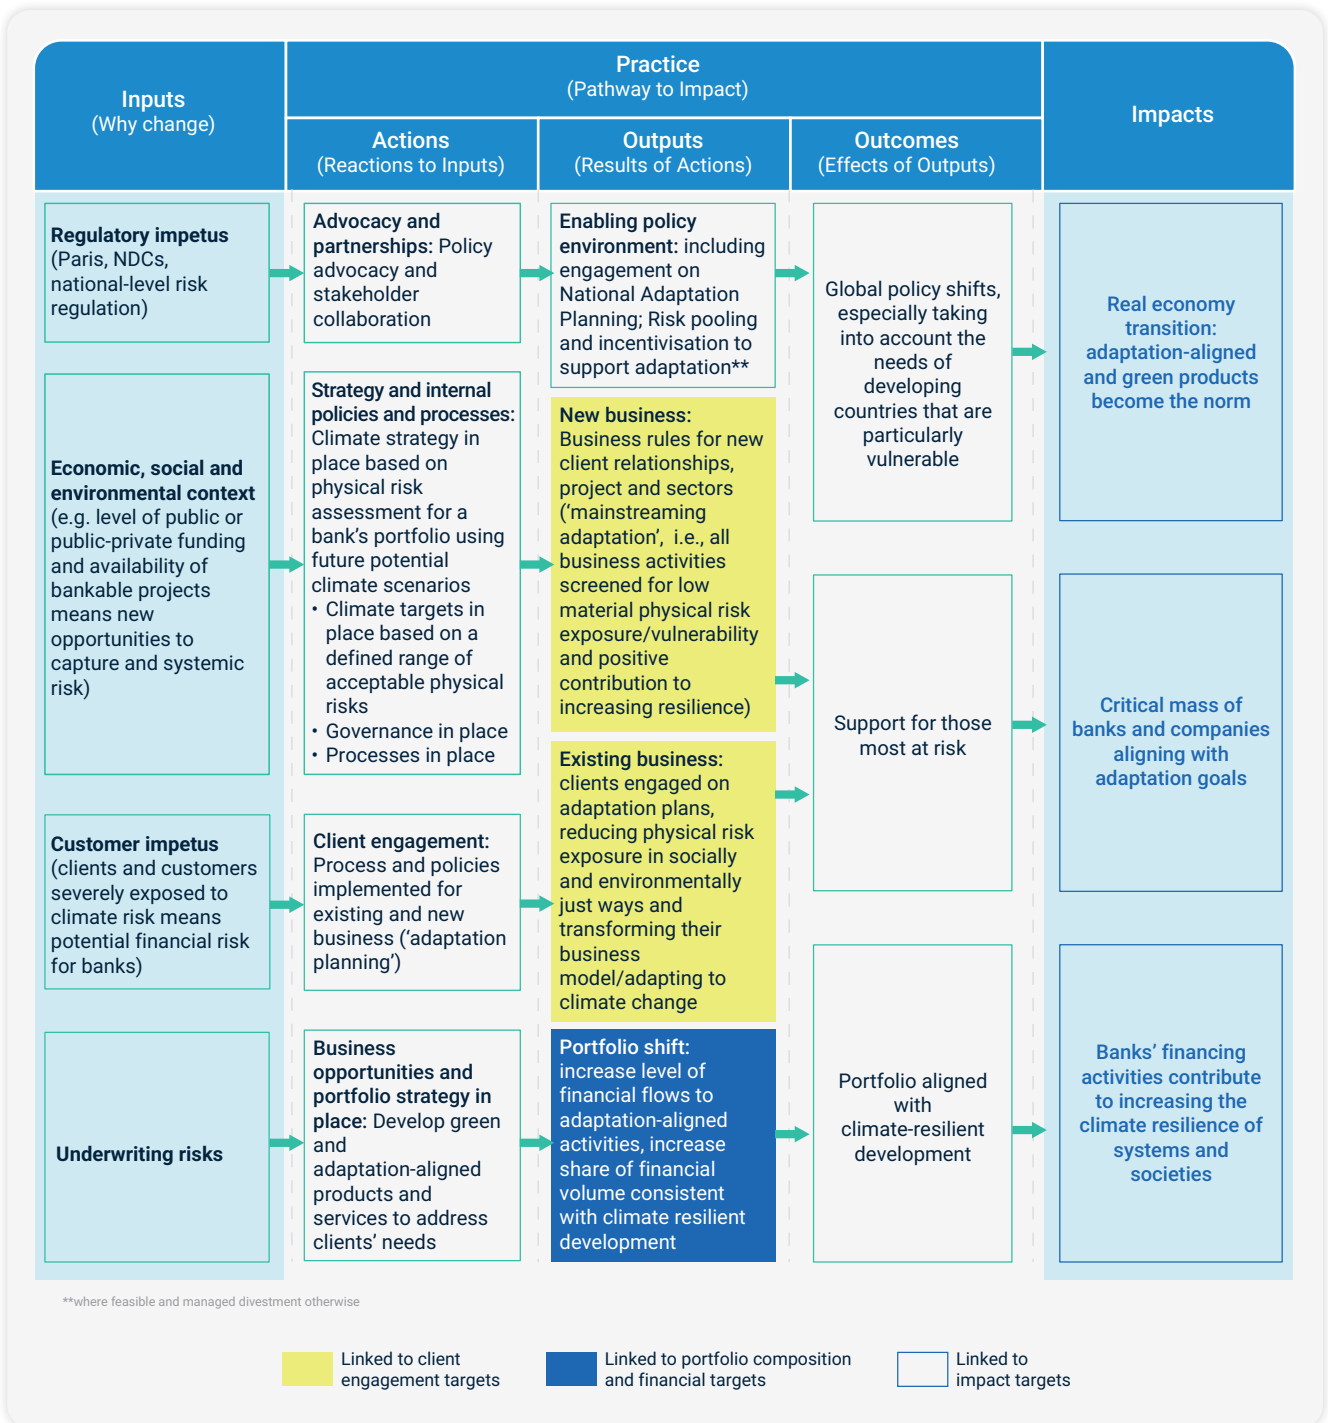 Inputs
(Why change)
Practice
(Pathway to Impact)
Impacts
Actions
(Reactions to Inputs)
Outputs
(Results of Actions)
Outcomes
(Effects of Outputs)
Regulatory impetus
(Paris, NDCs,
national-level risk
regulation)
Economic, social and
environmental context
(e.g. level of public or
public-private funding
and availability of
bankable projects
means new
opportunities to
capture and systemic
risk)
Customer impetus
(clients and customers
severely exposed to
climate risk means
potential financial risk
for banks)
Underwriting risks
Advocacy and
partnerships: Policy
advocacy and
stakeholder
collaboration
Strategy and internal
policies and processes:
Climate strategy in
place based on
physical risk
assessment for a
bank’s portfolio using
future potential
climate scenarios
• Climate targets in
place based on a
defined range of
acceptable physical
risks
• Governance in place
• Processes in place
Client engagement:
Process and policies
implemented for
existing and new
business (‘adaptation
planning’)
Business
opportunities and
portfolio strategy in
place: Develop green
and
adaptation-aligned
products and
services to address
clients’ needs
Enabling policy
environment: including
engagement on
National Adaptation
Planning; Risk pooling
and incentivisation to
support adaptation**
New business:
Business rules for new
client relationships,
project and sectors
(‘mainstreaming
adaptation’, i.e., all
business activities
screened for low
material physical risk
exposure/vulnerability
and positive
contribution to
increasing resilience)
Existing business:
clients engaged on
adaptation plans,
reducing physical risk
exposure in socially
and environmentally
just ways and
transforming their
business
model/adapting to
climate change
Portfolio shift:
increase level of
financial flows to
adaptation-aligned
activities, increase
share of financial
volume consistent
with climate resilient
development
Global policy shifts,
especially taking
into account the
needs of
developing
countries that are
particularly
vulnerable
Support for those
most at risk
Portfolio aligned
with
climate-resilient
development
Real economy
transition:
adaptation-aligned
and green products
become the norm
Critical mass of
banks and companies
aligning with
adaptation goals
Banks’ financing
activities contribute
to increasing the
climate resilience of
systems and
societies
**where feasible and managed divestment otherwise
Linked to client
engagement targets
Linked to portfolio composition
and financial targets
Linked to
impact targets